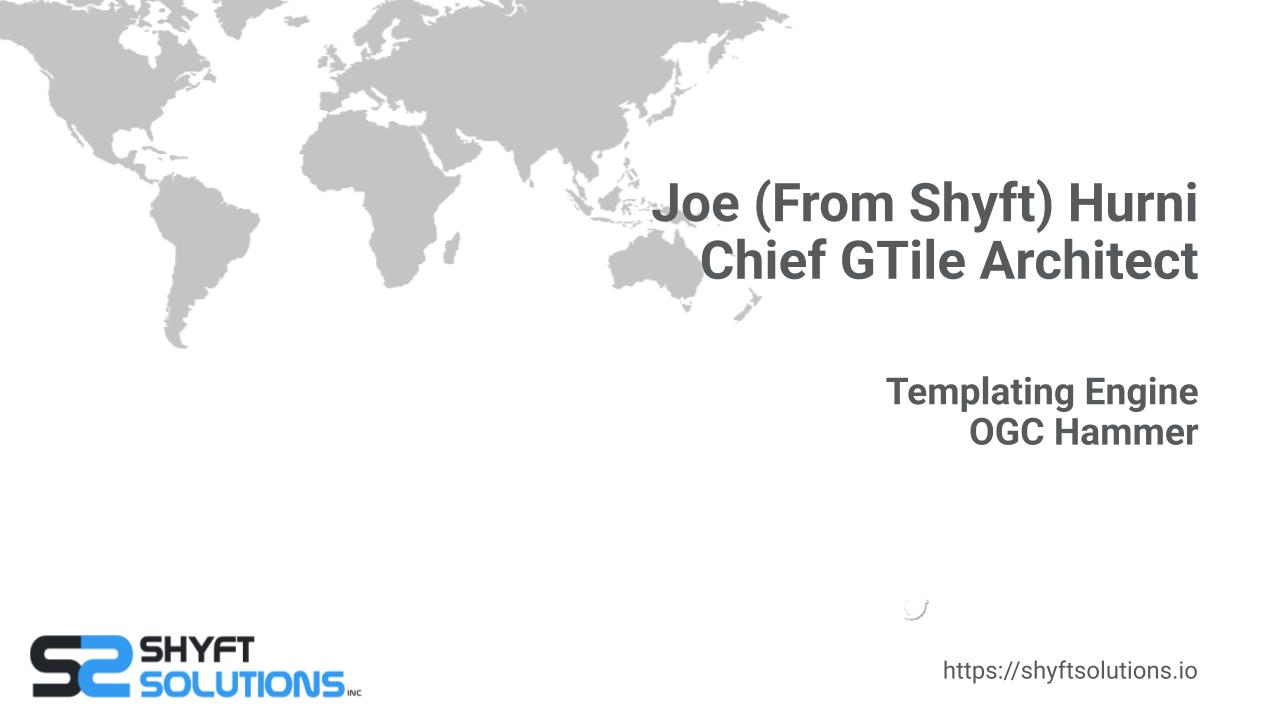 Joe (From Shyft) Hurni
Chief GTile Architect
Templating Engine
OGC Hammer
SHYFT
SOLUTIONS INC
https://shyftsolutions.io